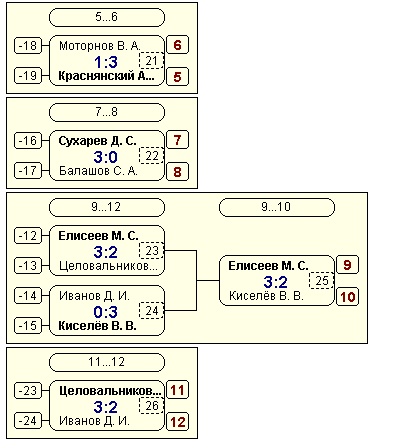 5...6
-18 Моторнов В. А. 6
1:3 21
-19 Краснянский А... 5
7...8
-16 Сухарев Д. С. 7
3:0 22
-17 Балашов С. А. 8
9...12 9...10
-12 Елисеев М. С.
3:2 23
-13 Целовальников...
Елисеев М. С. 9
3:2 25
Киселёв В. В. 10
-14 Иванов Д. И.
0:3 24
-15 Киселёв В. В.
11...12
-23 Целовальников... 11
3:2 26
-24 Иванов Д. И. 12